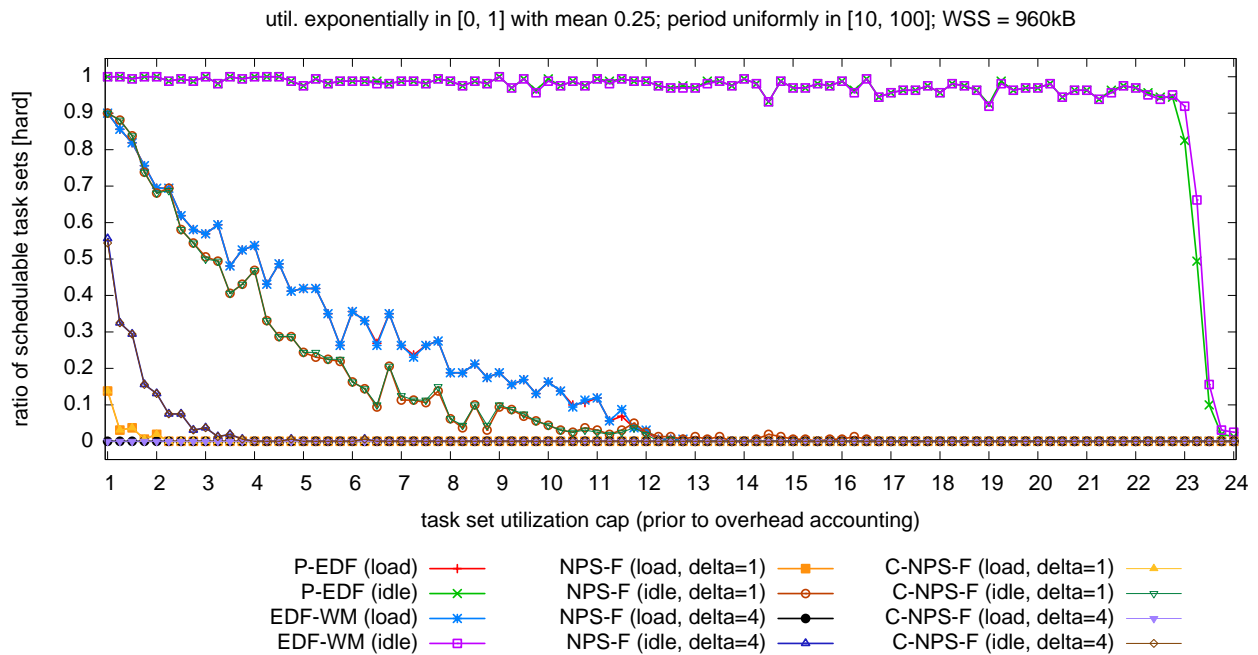 util. exponentially in [0, 1] with mean 0.25; period uniformly in [10, 100]; WSS = 960kB
ratio of schedulable task sets [hard]
1
0.9
0.8
0.7
0.6
0.5
0.4
0.3
0.2
0.1
0
1 2 3 4 5 6 7 8 9 10 11 12 13 14 15 16 17 18 19 20 21 22 23 24
task set utilization cap (prior to overhead accounting)
P-EDF (load) NPS-F (load, delta=1) C-NPS-F (load, delta=1)
P-EDF (idle) NPS-F (idle, delta=1) C-NPS-F (idle, delta=1)
EDF-WM (load) NPS-F (load, delta=4) C-NPS-F (load, delta=4)
EDF-WM (idle) NPS-F (idle, delta=4) C-NPS-F (idle, delta=4)